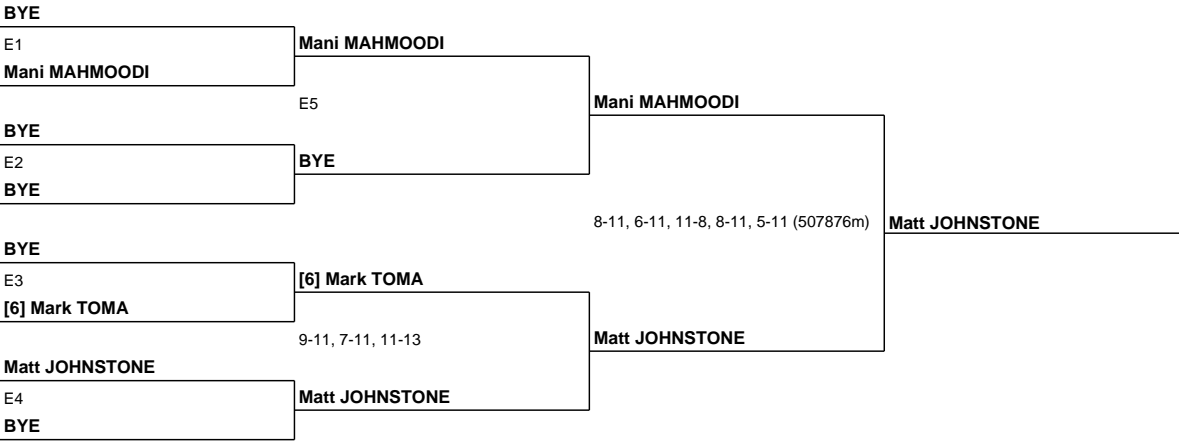 BYE
E1
Mani MAHMOODI
Mani MAHMOODI
E5
Mani MAHMOODI
BYE
E2
BYE
BYE
8-11, 6-11, 11-8, 8-11, 5-11 (507876m)
Matt JOHNSTONE
BYE
E3
[6] Mark TOMA
[6] Mark TOMA
9-11, 7-11, 11-13
Matt JOHNSTONE
Matt JOHNSTONE
E4
Matt JOHNSTONE
BYE